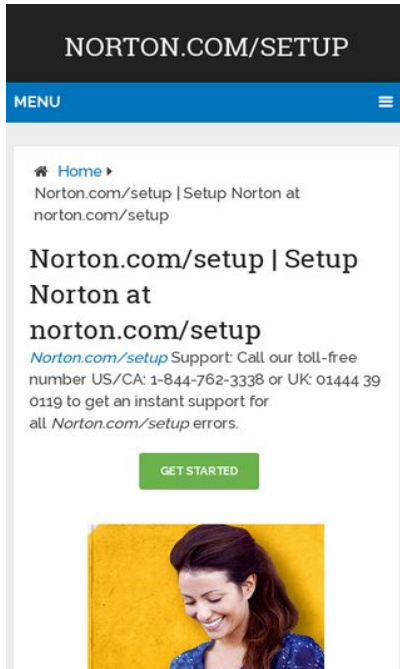 NORTON.COM/SETUP
MENU
Home
Norton.com/setup | Setup Norton at
norton.com/setup
Norton.com/setup | Setup
Norton at
norton.com/setup
Norton.com/setup Support: Call our toll-free
number US/CA: 1-844-762-3338 or UK: 01444 39
0119 to get an instant support for
all Norton.com/setup errors.
GET STARTED